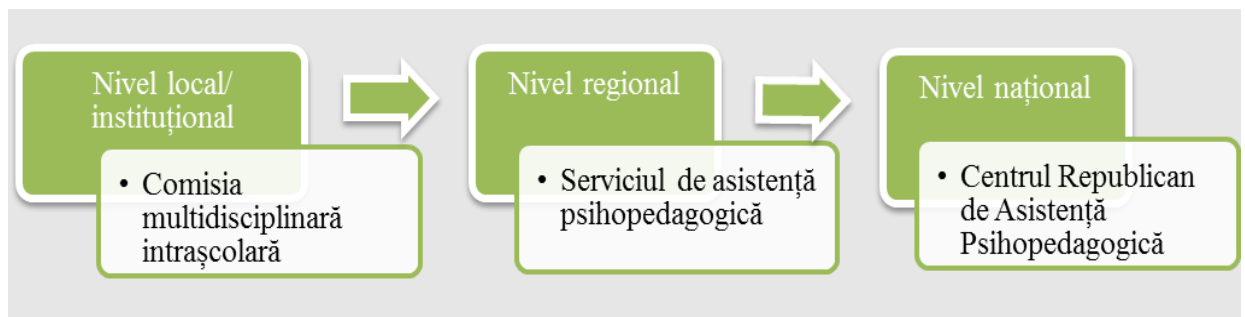 Nivel local/
instituțional
• Comisia
multidisciplinară
intrașcolară
Nivel regional
• Serviciul de asistență
psihopedagogică
Nivel național
• Centrul Republican
de Asistență
Psihopedagogică